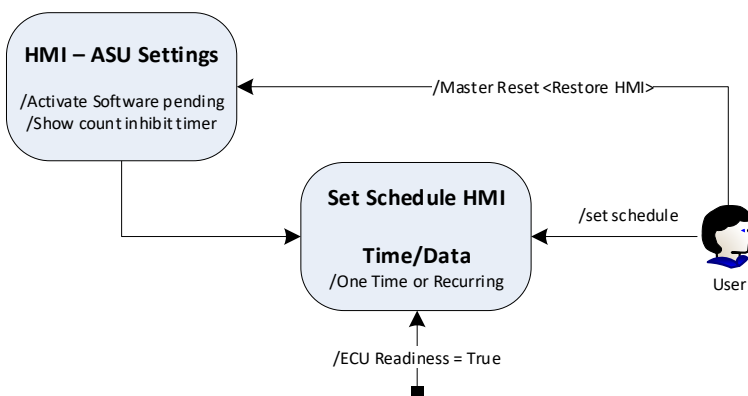 HMI – ASU Settings
/Activate Software pending
/Show count inhibit timer
/Master Reset <Restore HMI>
Set Schedule HMI
Time/Data
/One Time or Recurring
/set schedule
User
/ECU Readiness = True